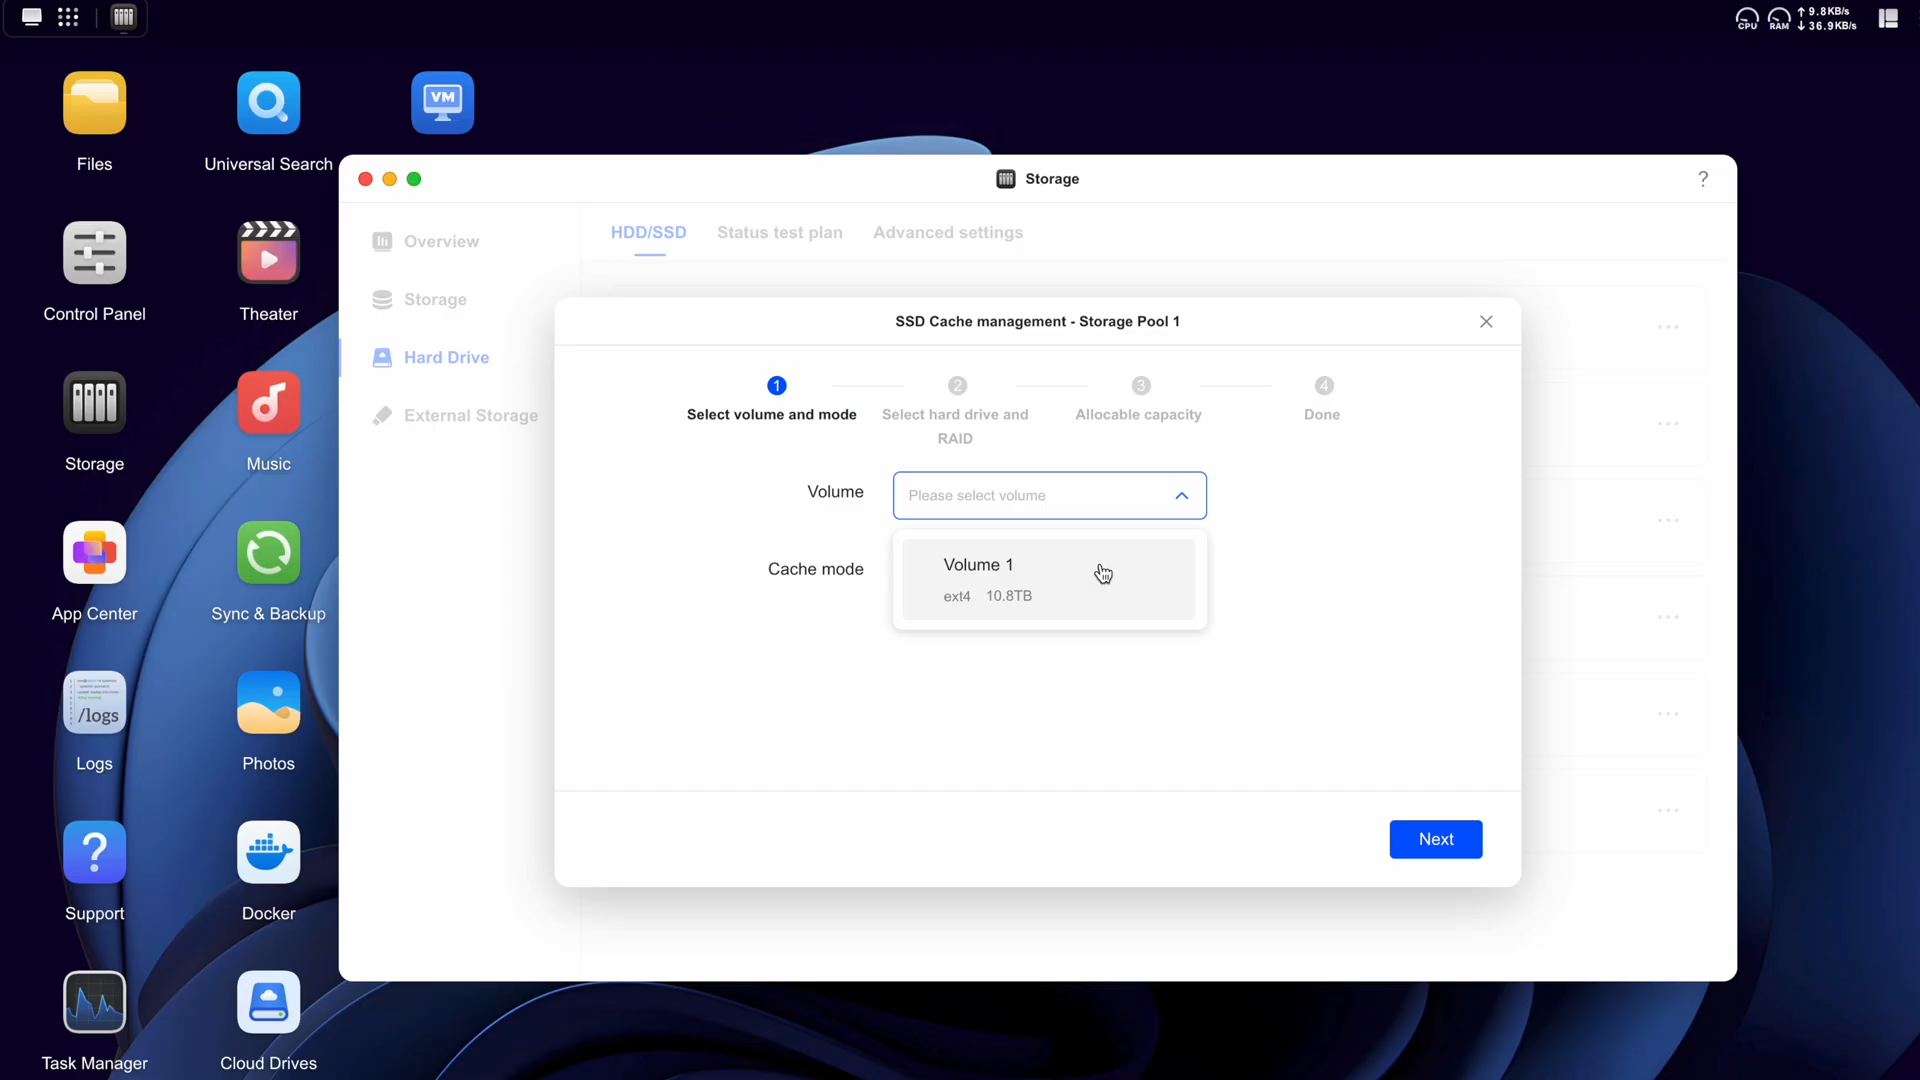 CPU RAM ↑ 9.8KB/s
↓ 36.9KB/s
VM
Files
Universal Search
Control Panel
Theater
Storage
Music
App Center
Sync & Backup
/logs
Logs
Photos
?
Support
Docker
Task Manager
Cloud Drives
Storage
?
Overview
Storage
Hard Drive
External Storage
HDD/SSD Status test plan Advanced settings
SSD Cache management - Storage Pool 1
1 2 3 4
Select volume and mode
Select hard drive and
RAID
Allocable capacity
Done
Volume
Please select volume
Volume 1
ext4 10.8TB
Cache mode
Next